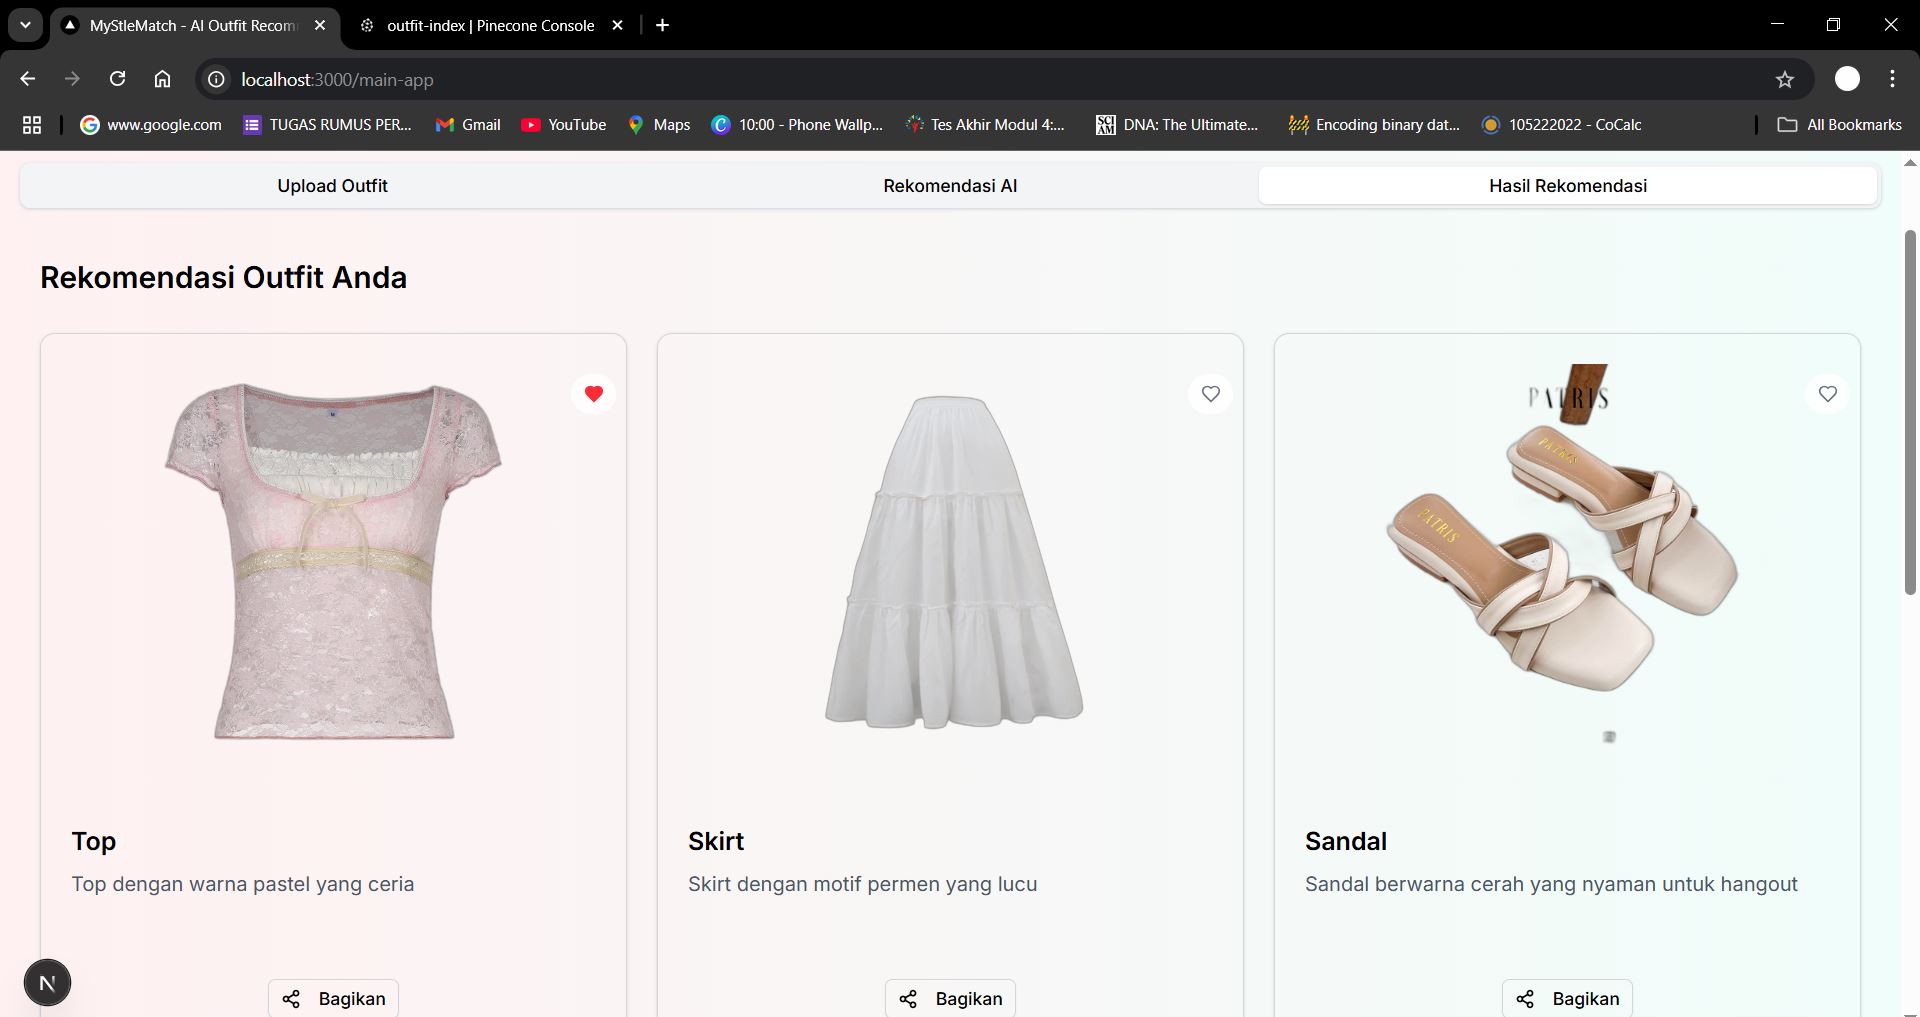 MyStleMatch - AI Outfit Recom
outfit-index | Pinecone Console
localhost:3000/main-app
www.google.com
TUGAS RUMUS PER...
Gmail
YouTube
Maps
10:00 - Phone Wallp...
Tes Akhir Modul 4:...
DNA: The Ultimate...
Encoding binary dat...
105222022 - CoCalc
All Bookmarks
Upload Outfit
Rekomendasi AI
Hasil Rekomendasi
Rekomendasi Outfit Anda
PATRIS
PATRIS
PATRIS
Top
Top dengan warna pastel yang ceria
Bagikan
Skirt
Skirt dengan motif permen yang lucu
Bagikan
Sandal
Sandal berwarna cerah yang nyaman untuk hangout
Bagikan
N